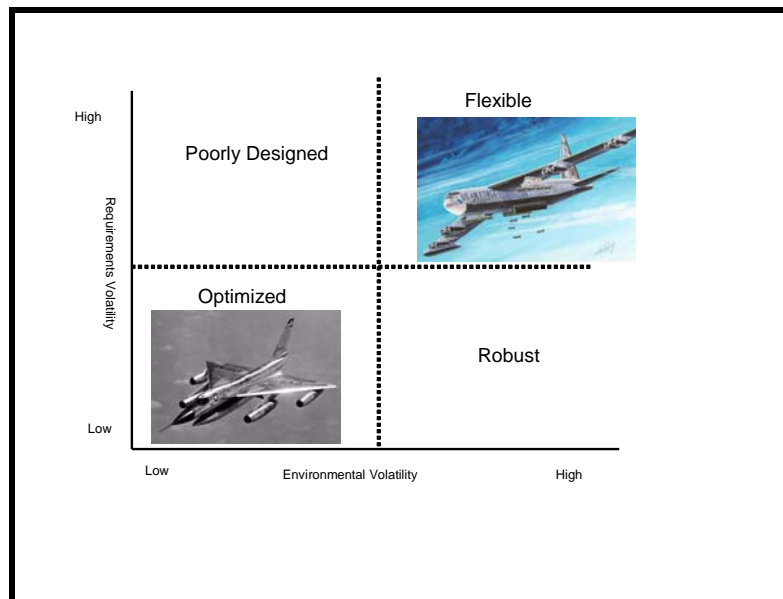 Flexible
High
Poorly Designed
Requirements Volatility
Optimized
Robust
Low
Low
Environmental Volatility
High